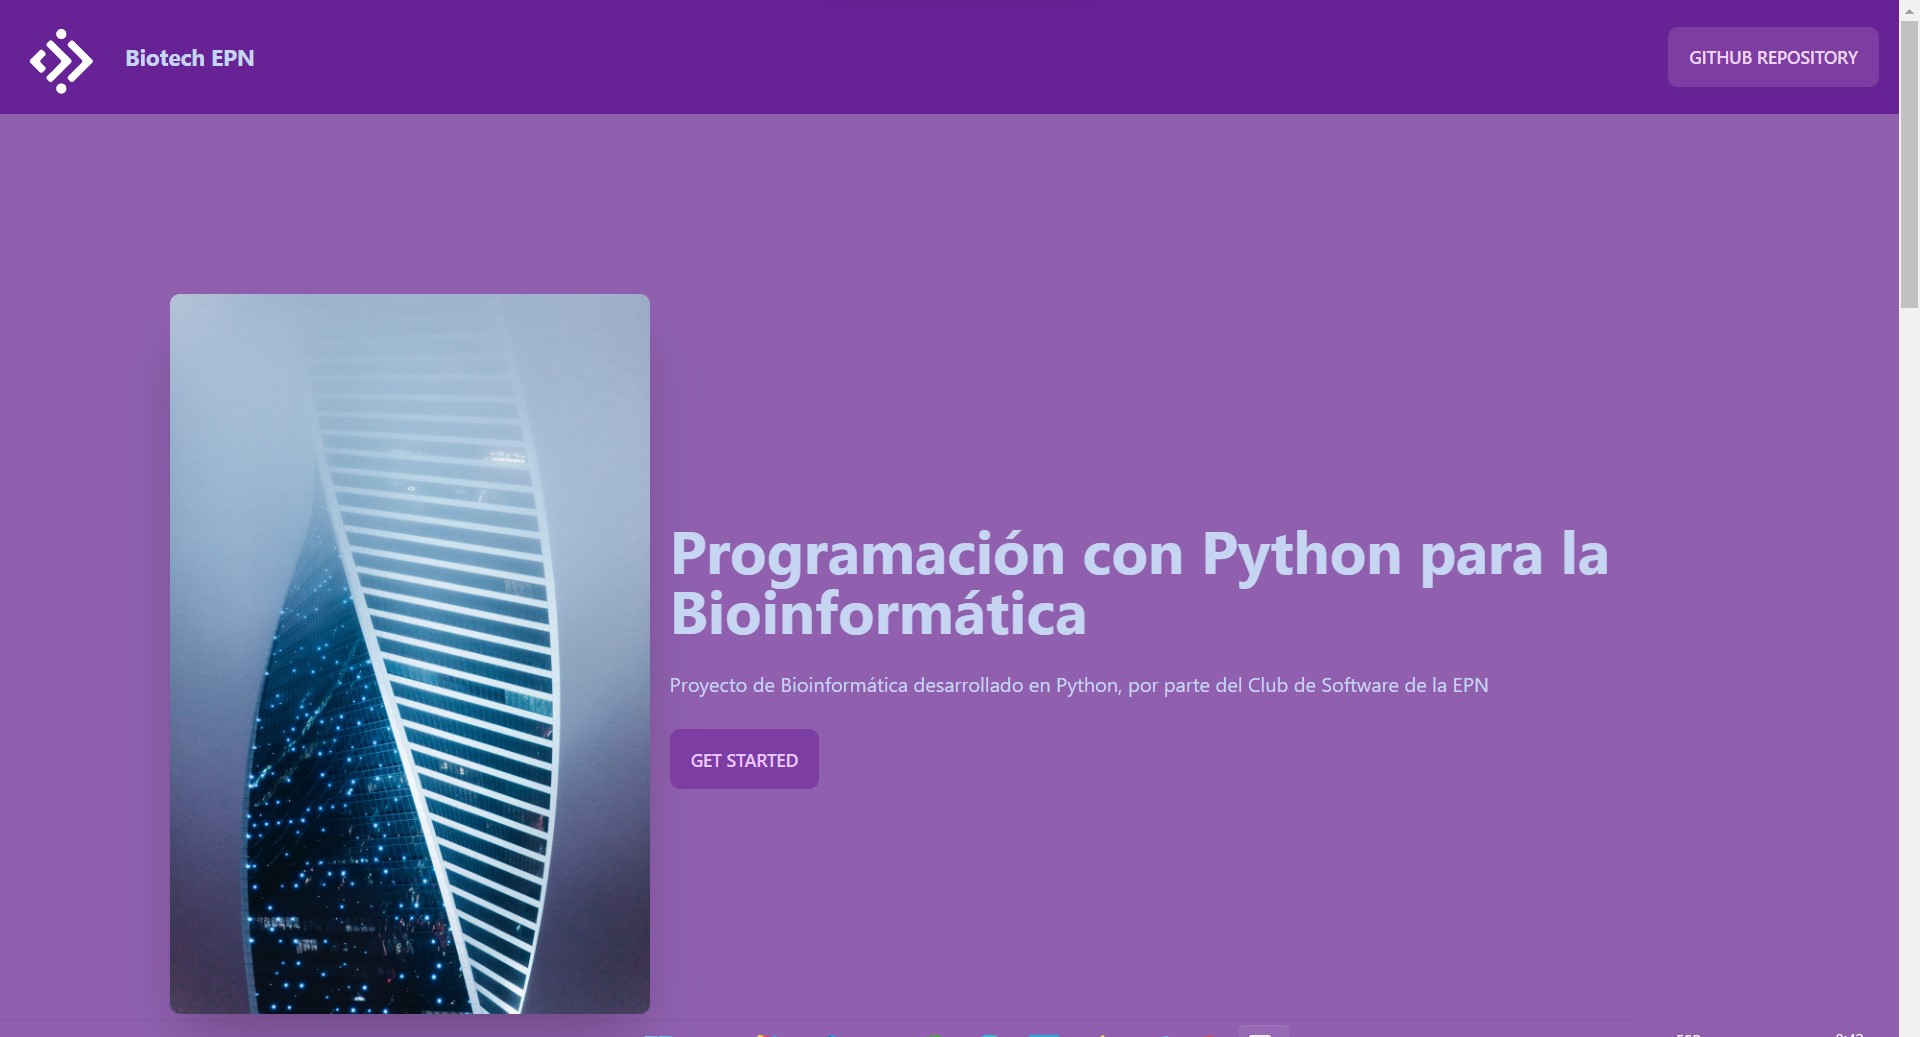 Biotech EPN
GITHUB REPOSITORY
Programación con Python para la
Bioinformática
Proyecto de Bioinformática desarrollado en Python, por parte del Club de Software de la EPN
GET STARTED